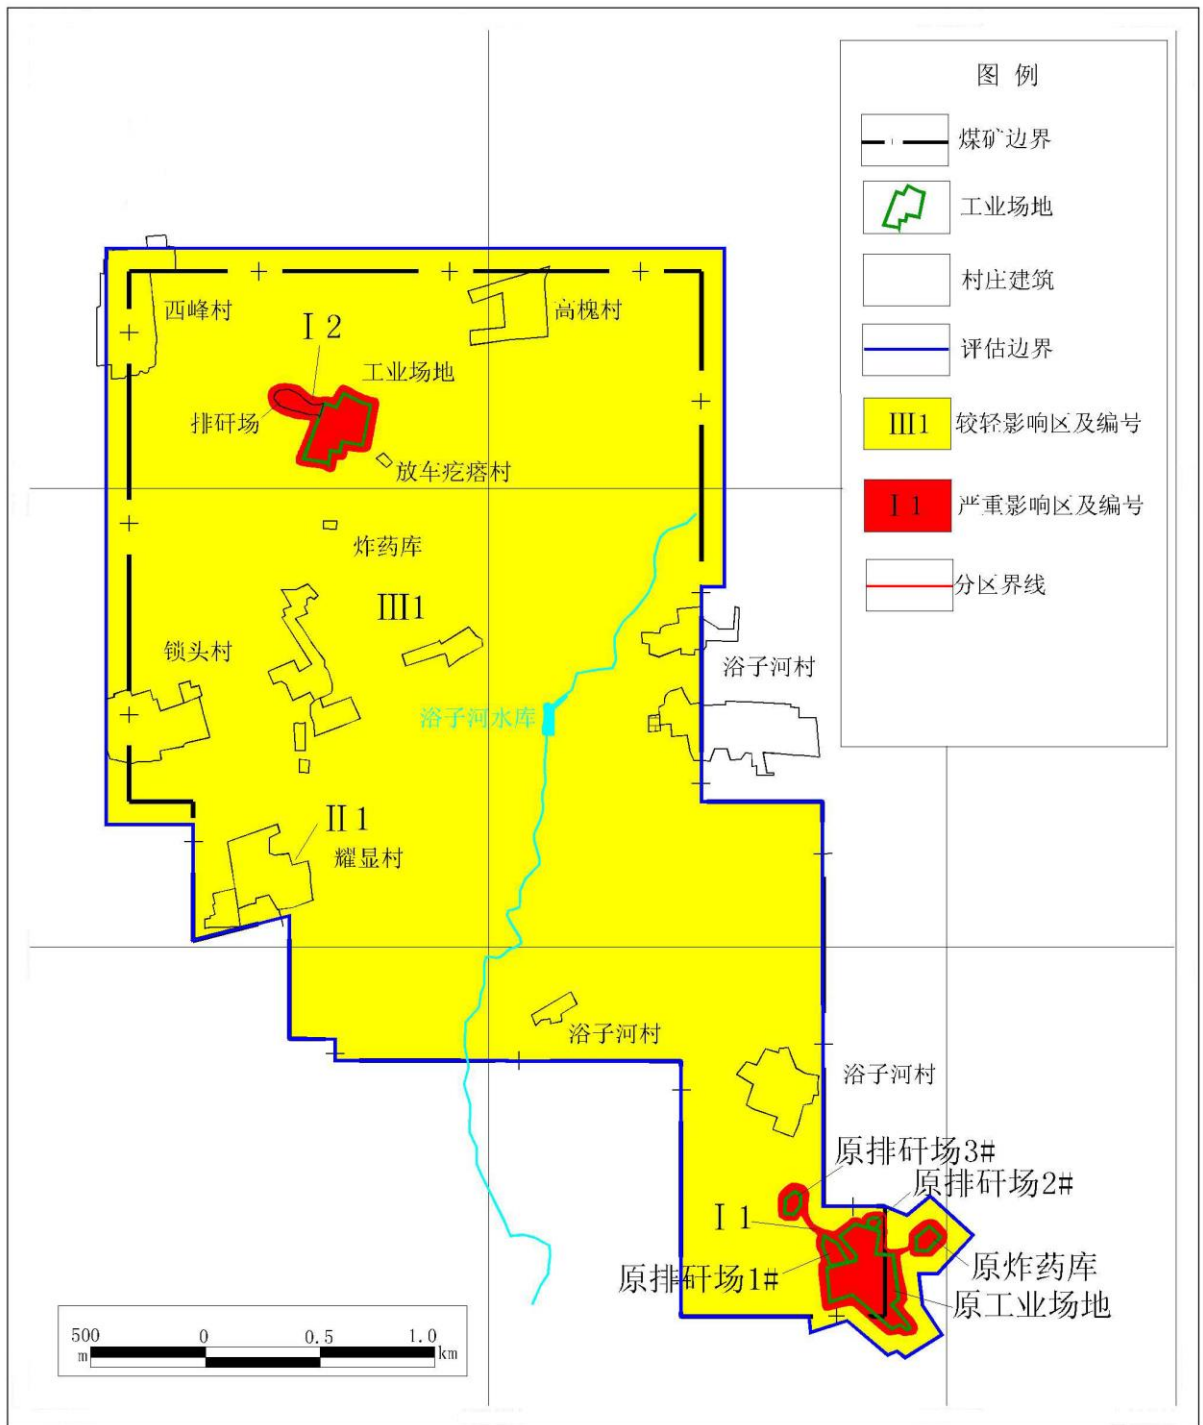 图 例
煤矿边界
工业场地
村庄建筑
评估边界
III1 较轻影响区及编号
I 1 严重影响区及编号
分区界线
西峰村
高槐村
I 2
工业场地
排矸场
放车疙瘩村
炸药库
III1
锁头村
浴子河村
浴子河水库
II 1
耀显村
浴子河村
浴子河村
原排矸场3#
原排矸场2#
I 1
原排矸场1#
原炸药库
原工业场地
500 0 0.5 1.0
m km